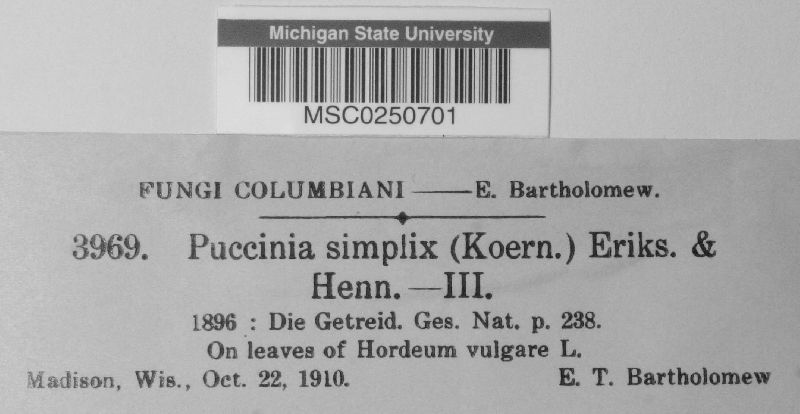 Michigan State University
MSC0250701
FUNGI COLUMBIANI — E. Bartholomew.
3969. Puccinia simplix (Koern.) Eriks. &
Henn. — III.
1896 : Die Getreid. Ges. Nat. p. 238.
On leaves of Hordeum vulgare L.
Madison, Wis., Oct. 22, 1910. E. T. Bartholomew